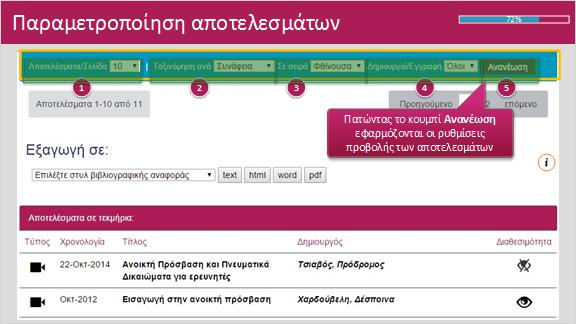 Παραμετροποίηση αποτελεσμάτων
72%
Αποτελέσματα/Σελίδα 10 Ταξινόμηση ανά Συνάφεια Σε σειρά Φθίνουσα Δημιουργοί/Εγγραφή Όλοι Ανανέωση
1 2 3 4 5
Αποτελέσματα 1-10 από 11
Προηγούμενο 2 επόμενο
Πατώντας το κουμπί Ανανέωση
εφαρμόζονται οι ρυθμίσεις
προβολής των αποτελεσμάτων
Εξαγωγή σε:
i
Επιλέξτε στυλ βιβλιογραφικής αναφοράς text html word pdf
Αποτελέσματα σε τεκμήρια:
Τύπος Χρονολογία Τίτλος Δημιουργός Διαθεσιμότητα
22-Οκτ-2014 Ανοικτή Πρόσβαση και Πνευματικά Τσιαβός, Πρόδρομος
Δικαιώματα για ερευνητές
Οκτ-2012 Εισαγωγή στην ανοικτή πρόσβαση Χαρδούβελη, Δέσποινα